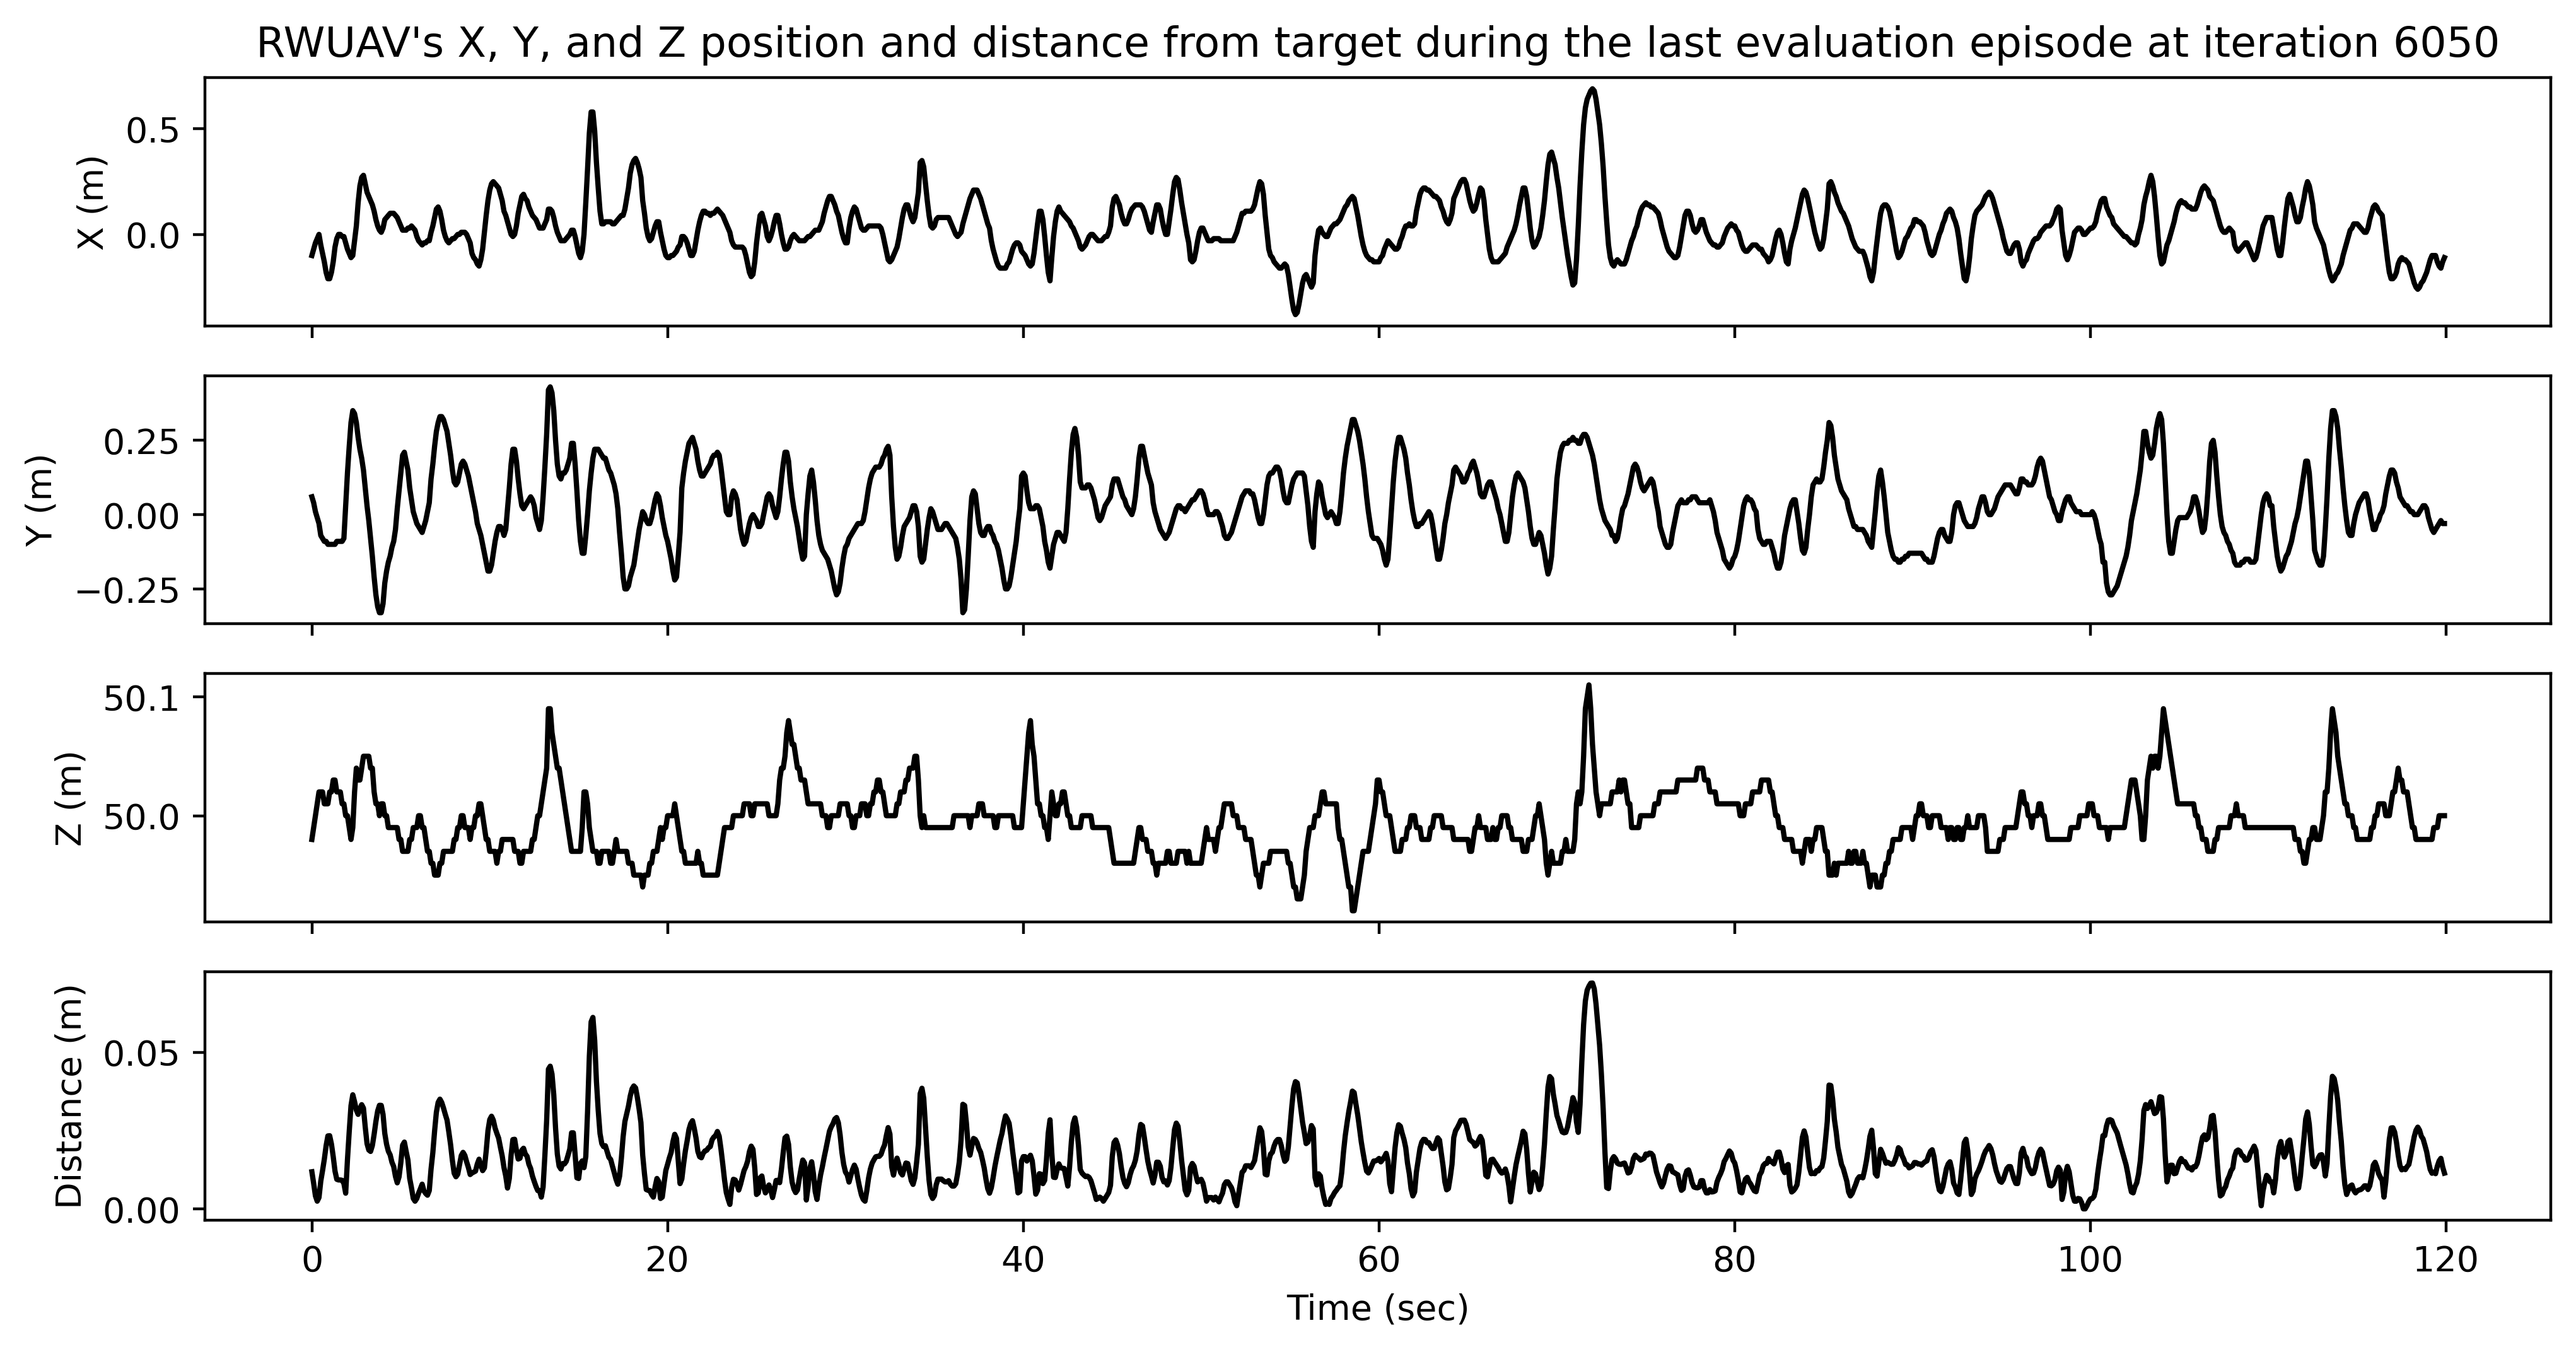 RWUAV's X, Y, and Z position and distance from target during the last evaluation episode at iteration 6050
X (m)
0.5
0.0
Y (m)
0.25
0.00
−0.25
Z (m)
50.1
50.0
Distance (m)
0.05
0.00
0 20 40 60 80 100 120
Time (sec)